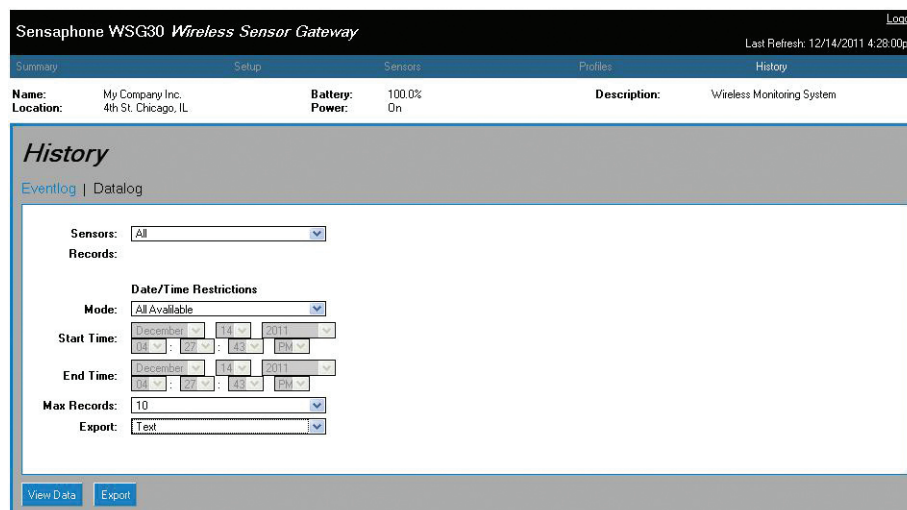 Logo
Sensaphone WSG30 Wireless Sensor Gateway
Last Refresh: 12/14/2011 4:28:00p
Summary Setup Sensors Profiles History
Name: My Company Inc. Battery: 100.0% Description: Wireless Monitoring System
Location: 4th St. Chicago, IL Power: On
History
Eventlog | Datalog
Sensors: All
Records:
Date/Time Restrictions
Mode: All Avalilable
Start Time: December 14 2011
04 : 27 : 43 PM
End Time: December 14 2011
04 : 27 : 43 PM
Max Records: 10
Export: Text
View Data Export